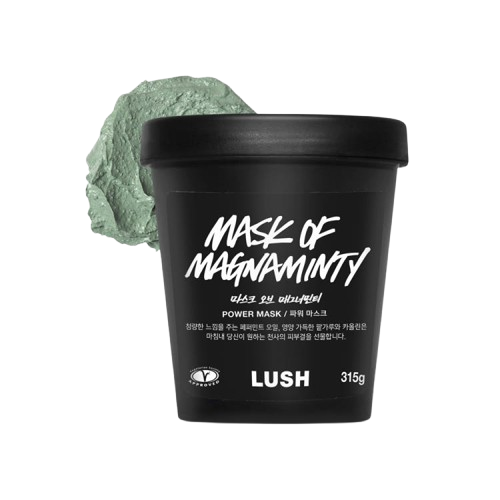 MASK OF
MAGNAMINTY
마스크 오브 매그너민티
POWER MASK / 파워 마스크
청량한 느낌을 주는 페퍼민트 오일, 영양 가득한 팥가루와 카올린은
마침내 당신이 원하는 천사의 피부결을 선물합니다.
LUSH
315g
V
APPROVED